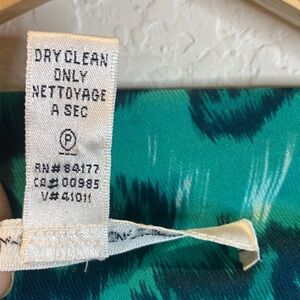 DRY CLEAN
ONLY
NETTOYAGE
A SEC
P
RN# 64177
CA# 00985
V# 41011